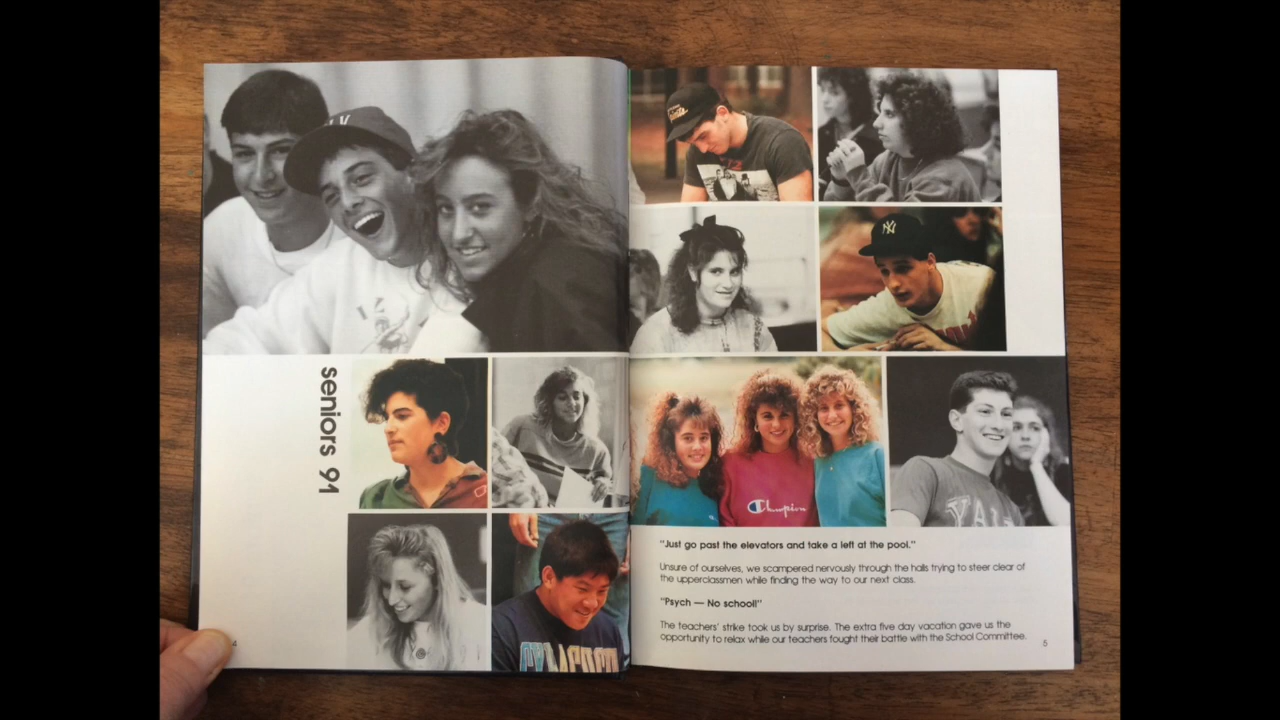 seniors 91
NY
Champion
YALE
"Just go past the elevators and take a left at the pool."
Unsure of ourselves, we scampered nervously through the halls trying to steer clear of
the upperclassmen while finding the way to our next class.
"Psych — No school!"
The teachers' strike took us by surprise. The extra five day vacation gave us the
opportunity to relax while our teachers fought their battle with the School Committee.
4
5